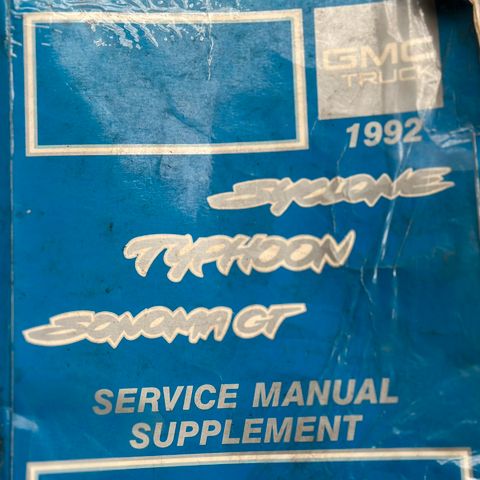 GMC
TRUCK
1992
SYCLONE
TYPHOON
SONOMA GT
SERVICE MANUAL
SUPPLEMENT